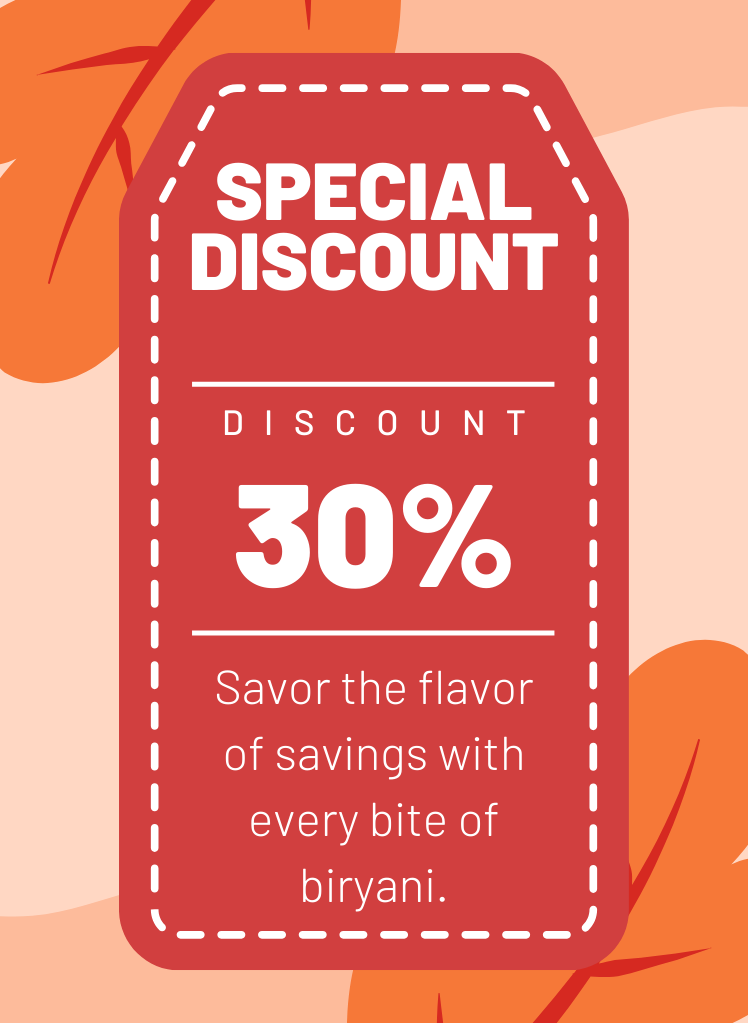 SPECIAL
DISCOUNT
DISCOUNT
30%
Savor the flavor
of savings with
every bite of
biryani.